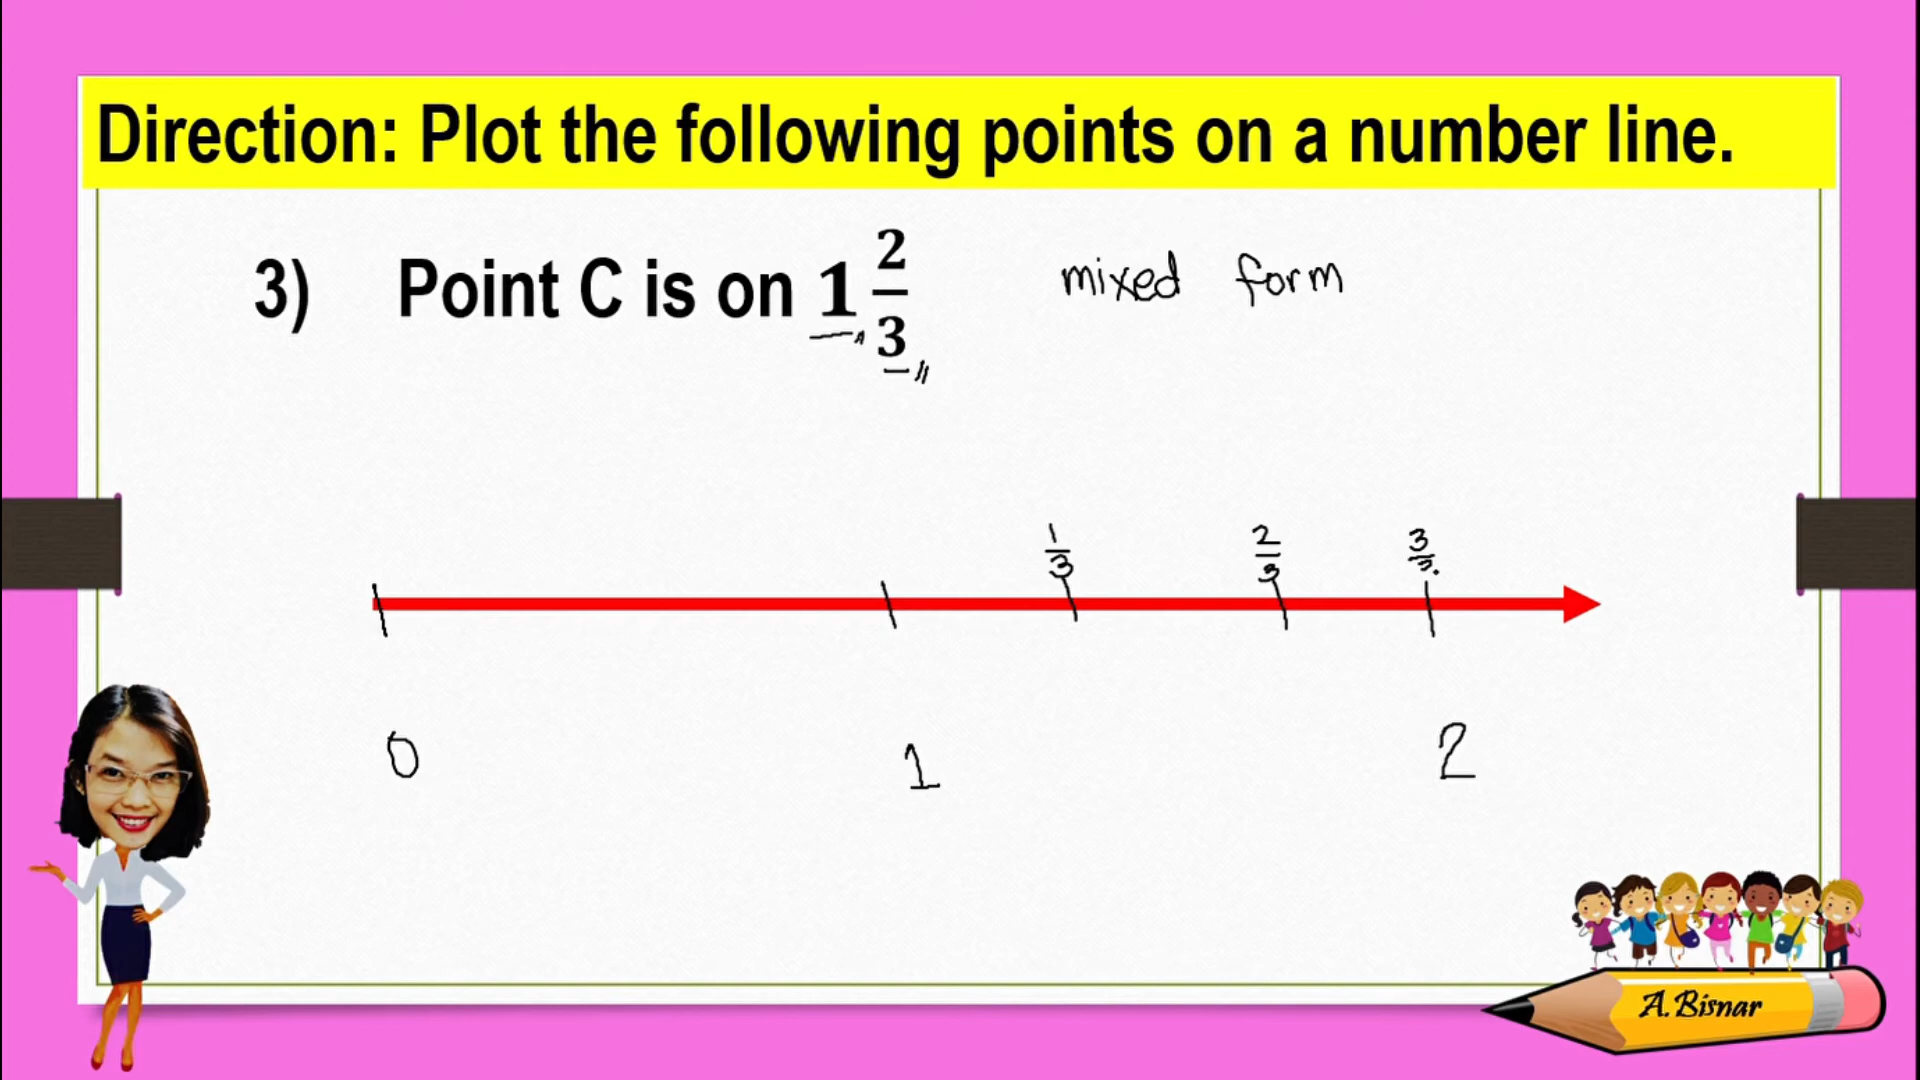 Direction: Plot the following points on a number line.
3) Point C is on 1 2/3 mixed form
1/3 2/3 3/3
0 1 2
A. Bisnar